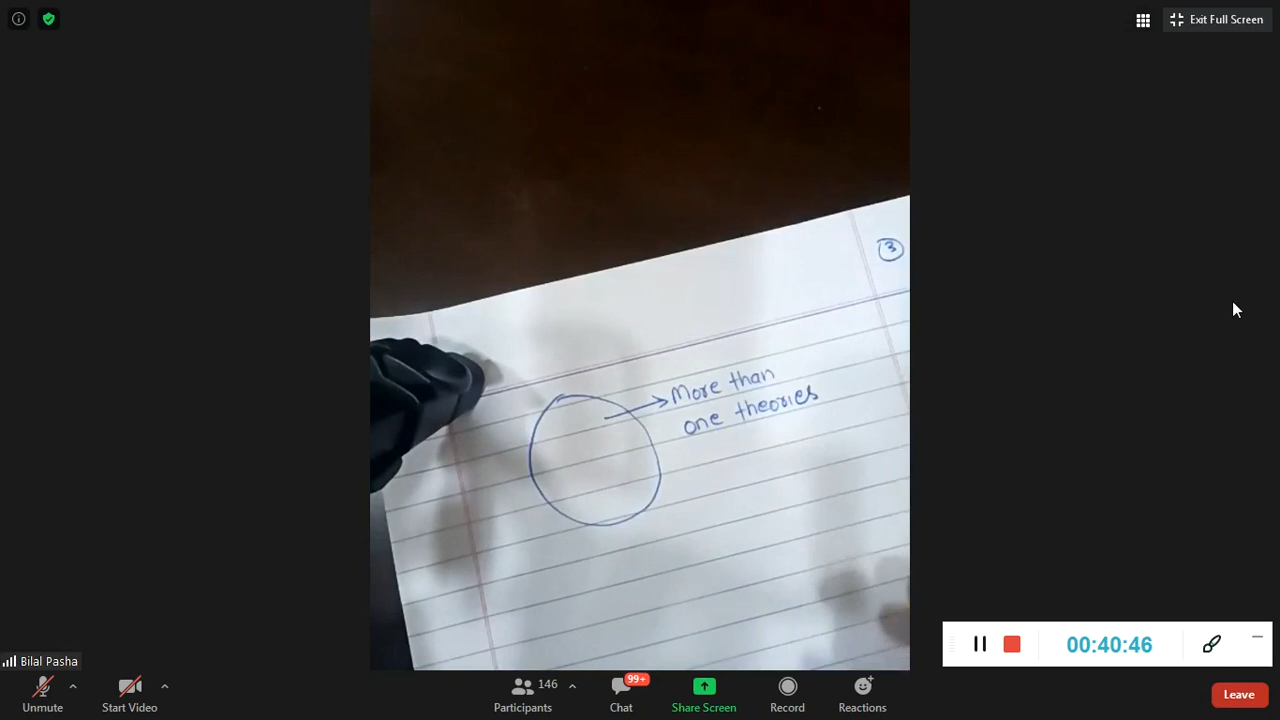 Exit Full Screen
3
More than
one theories
Bilal Pasha
00:40:46
Unmute
Start Video
146
Participants
99+
Chat
Share Screen
Record
Reactions
Leave